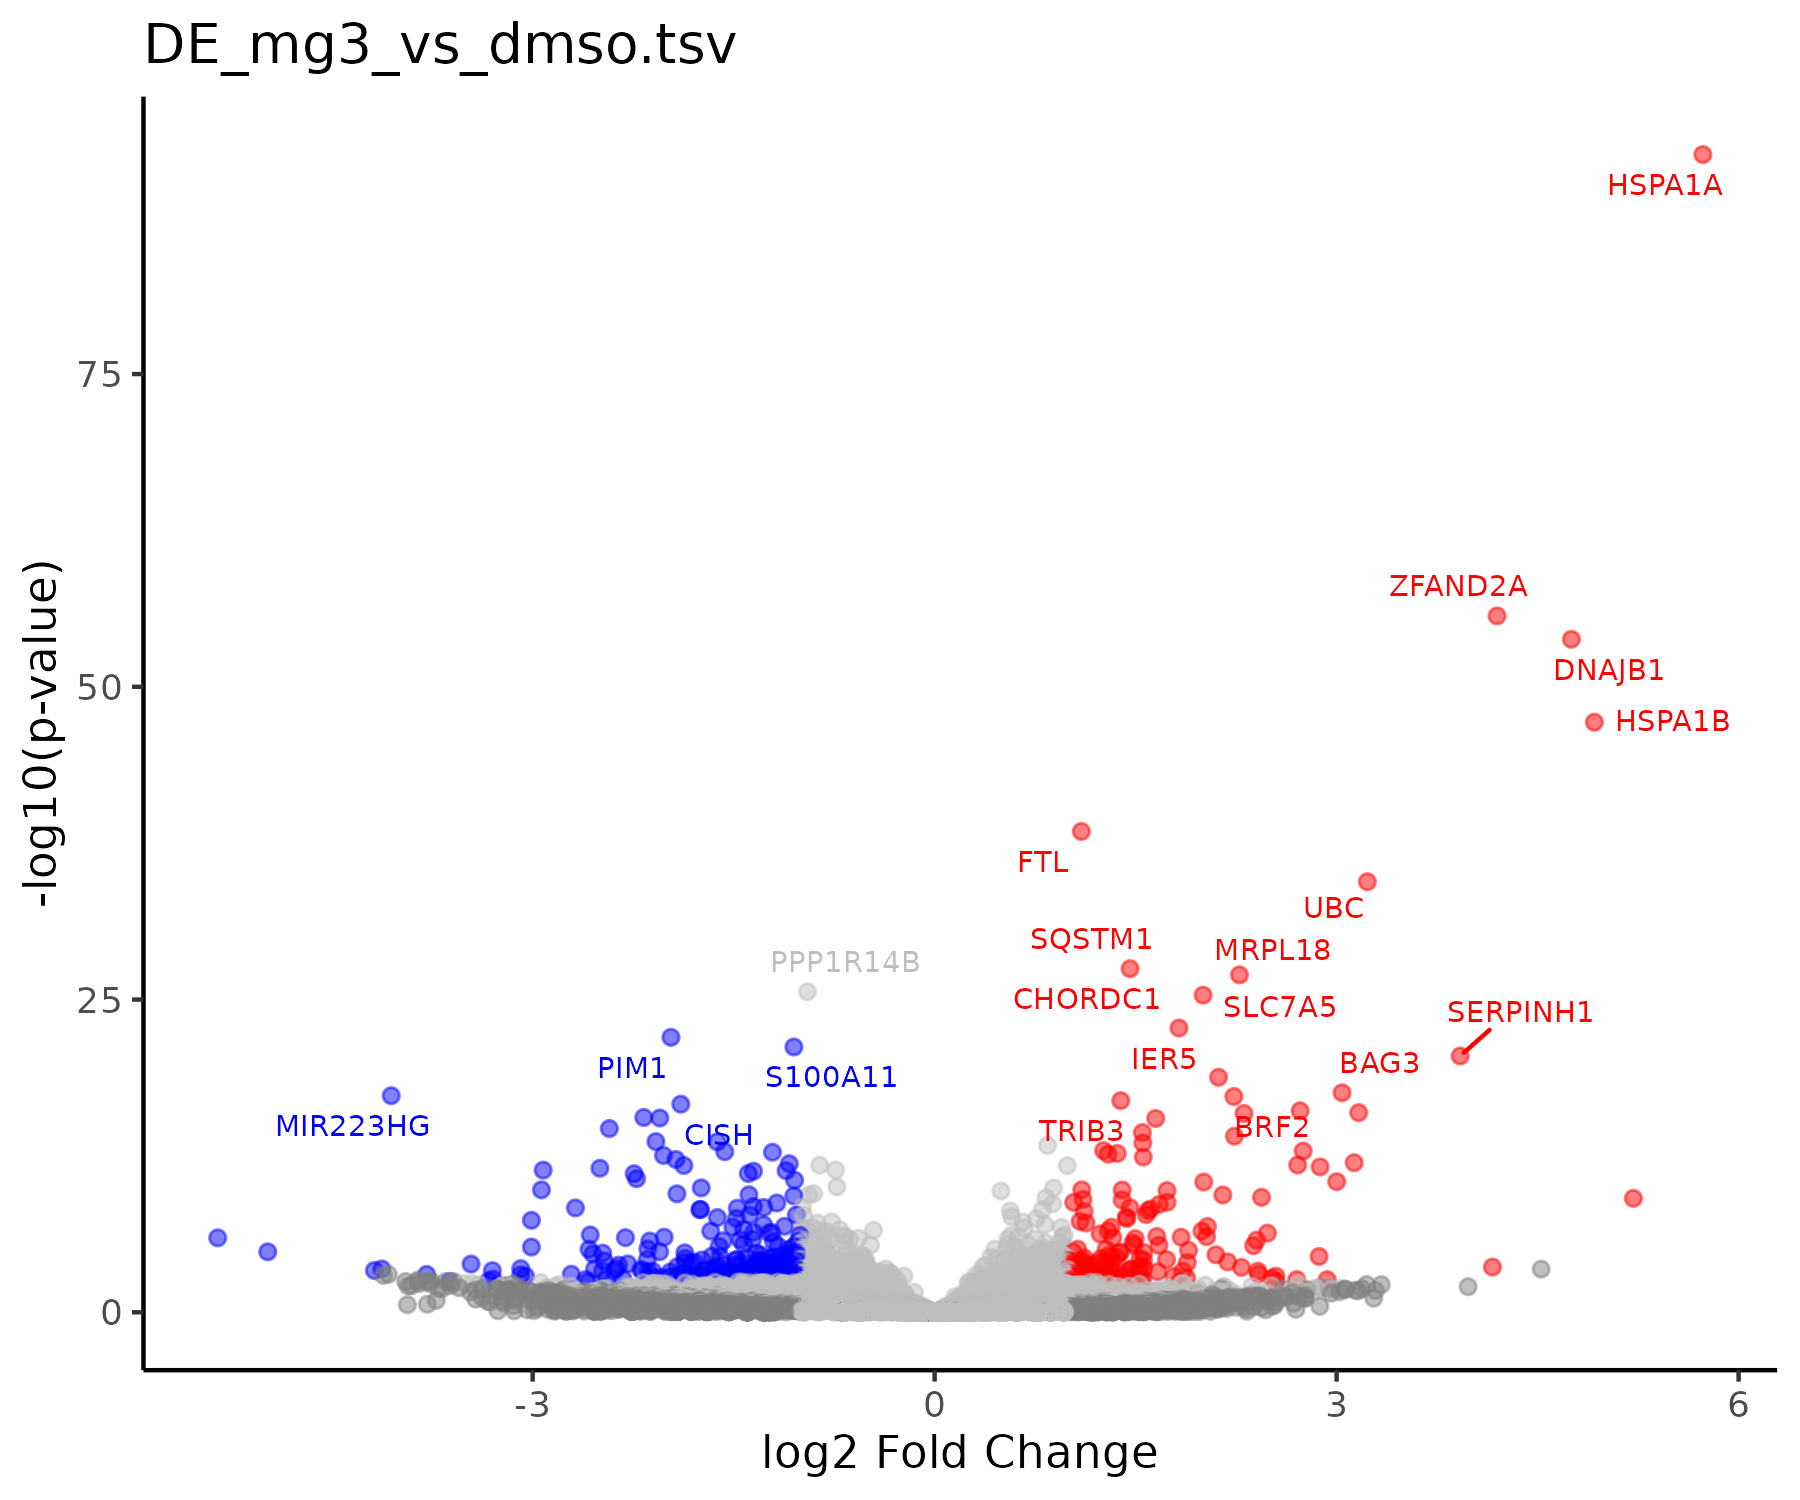 DE_mg3_vs_dmso.tsv
HSPA1A
75
ZFAND2A
DNAJB1
50
HSPA1B
-log10(p-value)
FTL
UBC
SQSTM1
MRPL18
PPP1R14B
25
CHORDC1
SLC7A5
SERPINH1
IER5
BAG3
PIM1
S100A11
MIR223HG
CISH
TRIB3
BRF2
0
-3
0
3
6
log2 Fold Change